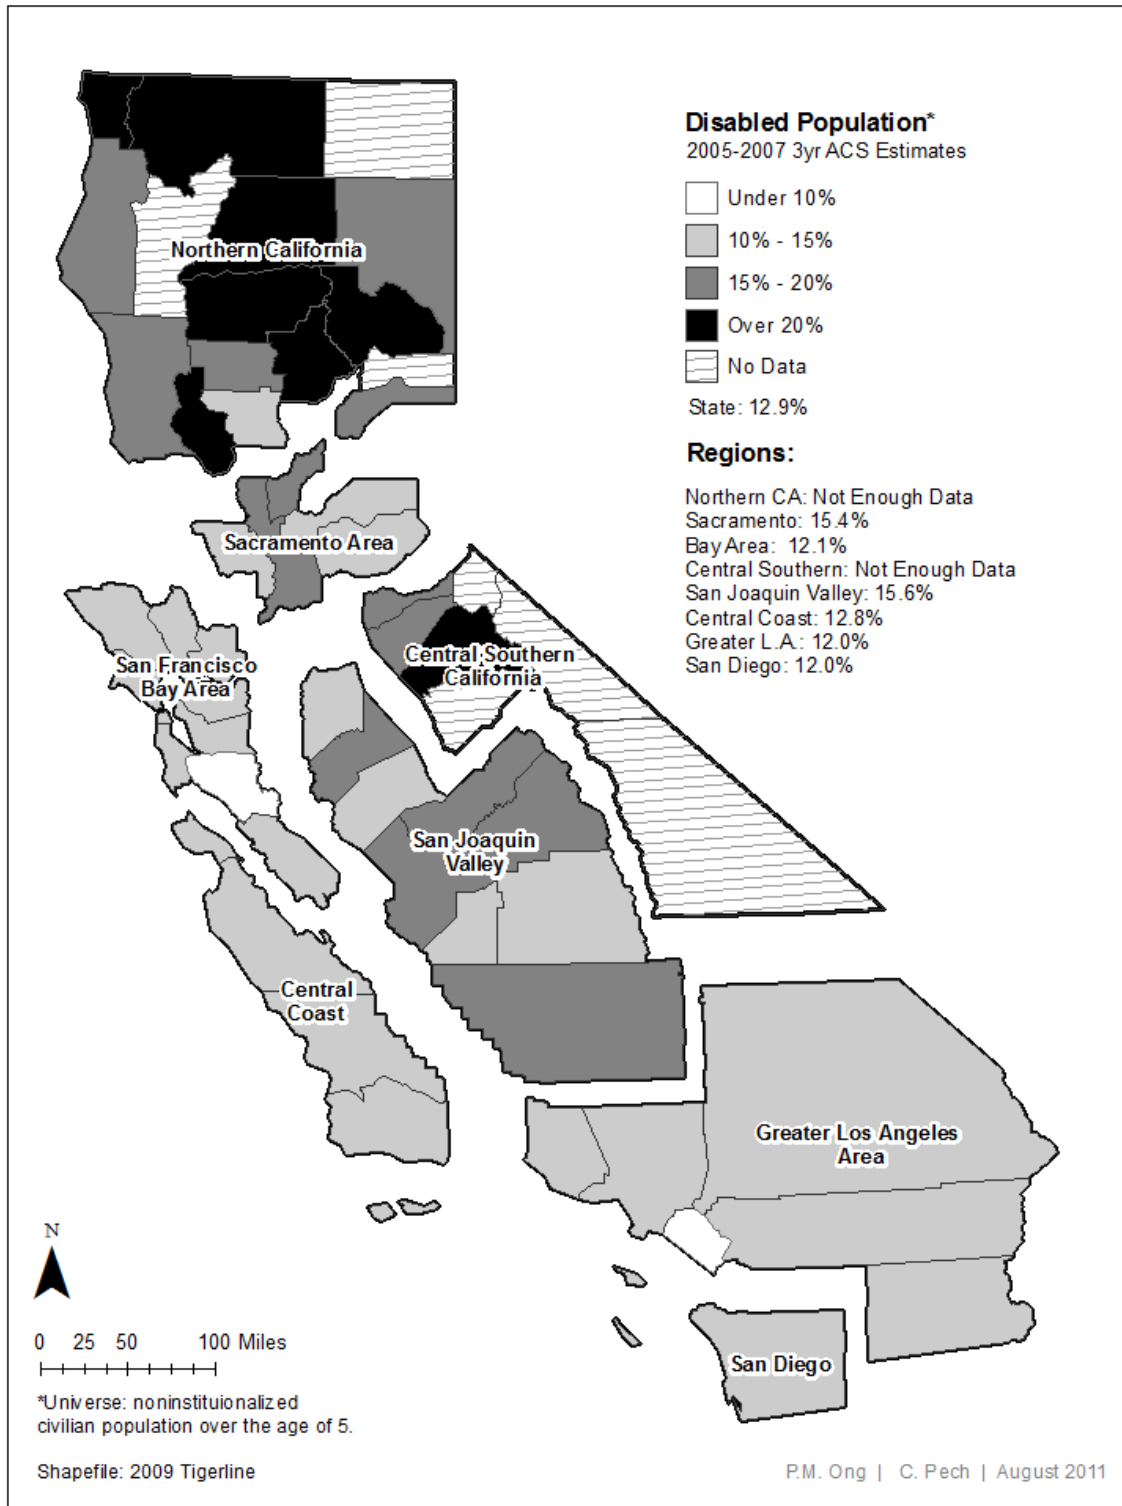 Disabled Population*
2005-2007 3yr ACS Estimates
Under 10%
10% - 15%
15% - 20%
Over 20%
No Data
State: 12.9%
Regions:
Northern CA: Not Enough Data
Sacramento: 15.4%
Bay Area: 12.1%
Central Southern: Not Enough Data
San Joaquin Valley: 15.6%
Central Coast: 12.8%
Greater L.A.: 12.0%
San Diego: 12.0%
Northern California
Sacramento Area
San Francisco
Bay Area
Central Southern
California
San Joaquin
Valley
Central
Coast
Greater Los Angeles
Area
San Diego
N
0 25 50 100 Miles
*Universe: noninstituionalized
civilian population over the age of 5.
Shapefile: 2009 Tigerline
P.M. Ong | C. Pech | August 2011